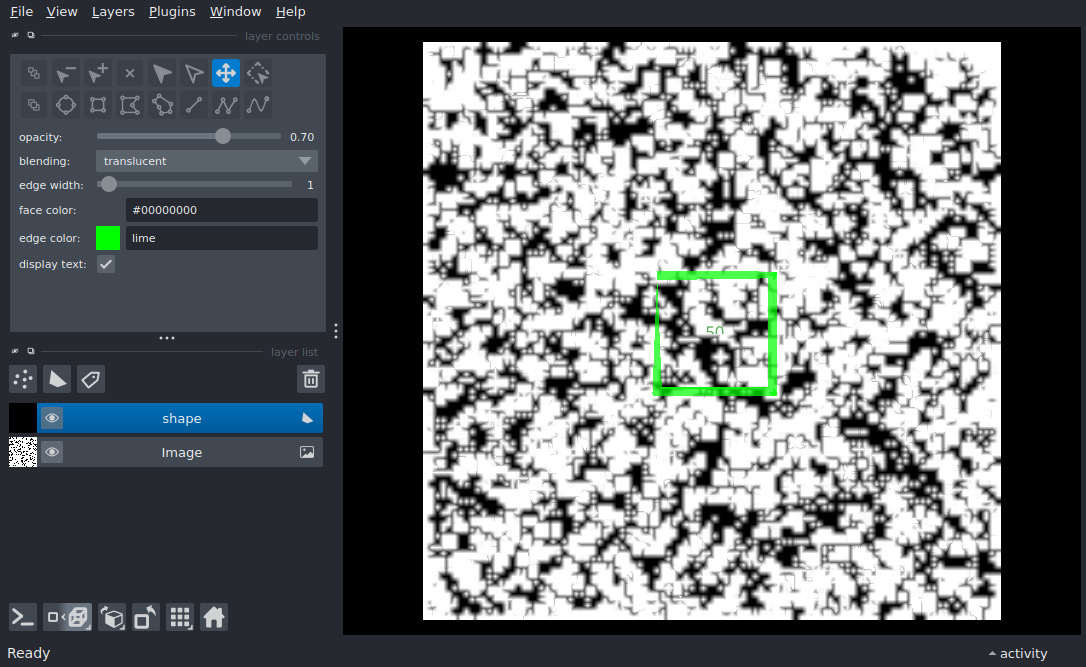 File View Layers Plugins Window Help
layer controls
opacity: 0.70
blending: translucent
edge width: 1
face color: #00000000
edge color: lime
display text:
layer list
shape
Image
50
Ready
activity